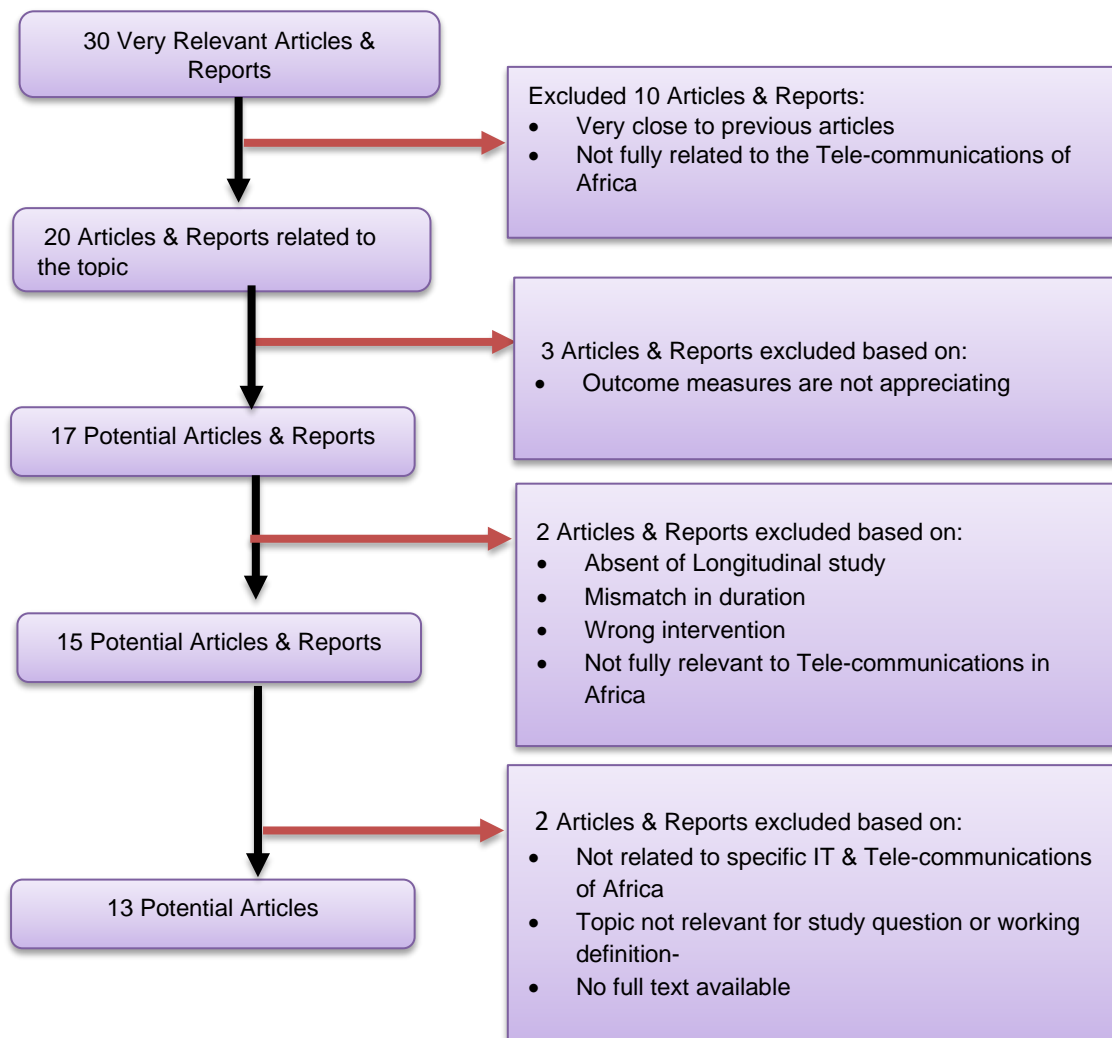 30 Very Relevant Articles &
Reports
Excluded 10 Articles & Reports:
• Very close to previous articles
• Not fully related to the Tele-communications of
Africa
20 Articles & Reports related to
the topic
3 Articles & Reports excluded based on:
• Outcome measures are not appreciating
17 Potential Articles & Reports
2 Articles & Reports excluded based on:
• Absent of Longitudinal study
• Mismatch in duration
• Wrong intervention
• Not fully relevant to Tele-communications in
Africa
15 Potential Articles & Reports
2 Articles & Reports excluded based on:
• Not related to specific IT & Tele-communications
of Africa
• Topic not relevant for study question or working
definition-
• No full text available
13 Potential Articles